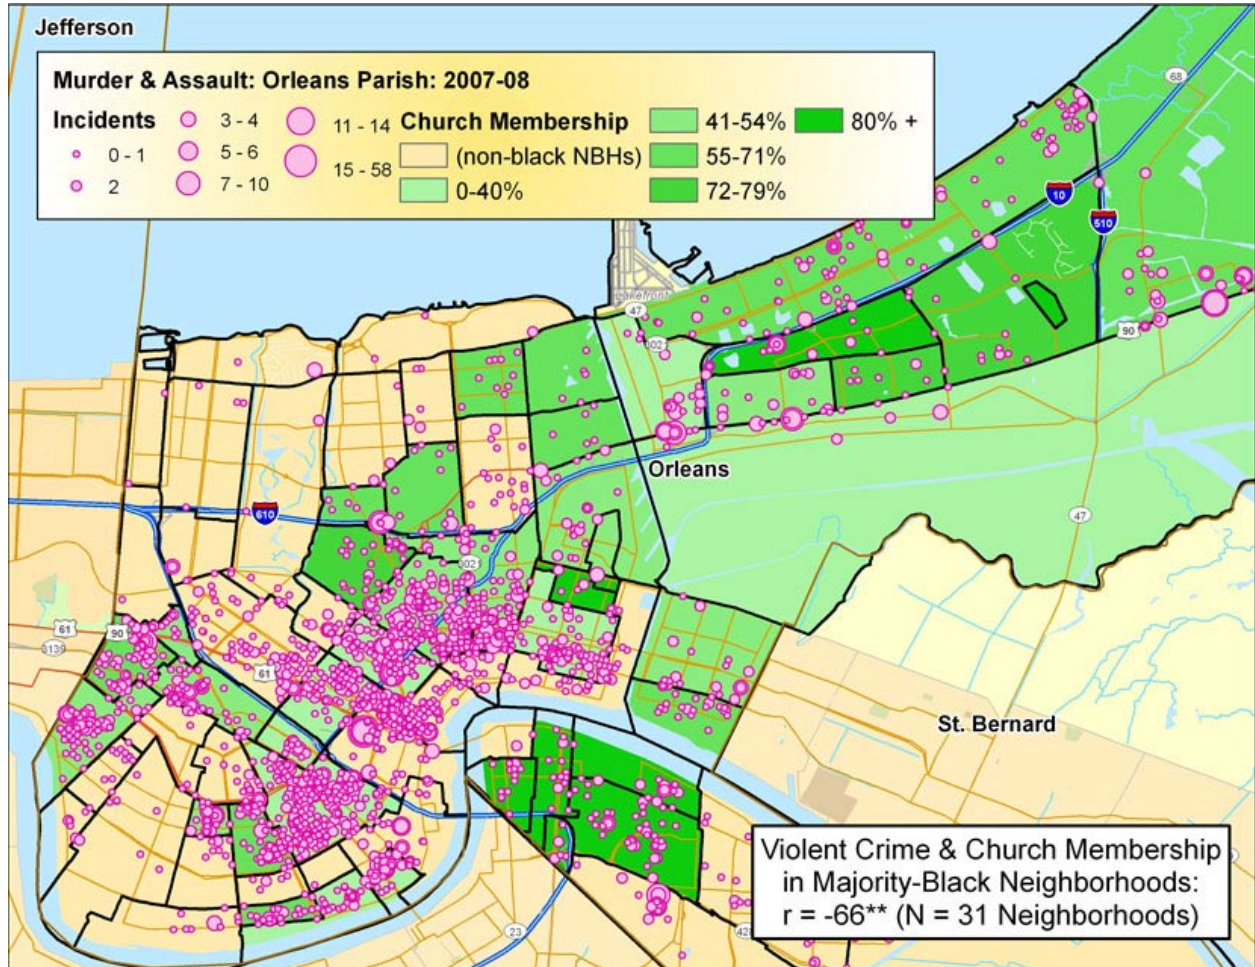 Jefferson
Murder & Assault: Orleans Parish: 2007-08
Incidents
0 - 1
2
3 - 4
5 - 6
7 - 10
11 - 14
15 - 58
Church Membership
(non-black NBHs)
0-40%
41-54%
55-71%
72-79%
80% +
68
10
510
Lakefront
47
90
Orleans
610
47
61
90
3139
61
St. Bernard
23
Violent Crime & Church Membership
in Majority-Black Neighborhoods:
r = -66** (N = 31 Neighborhoods)